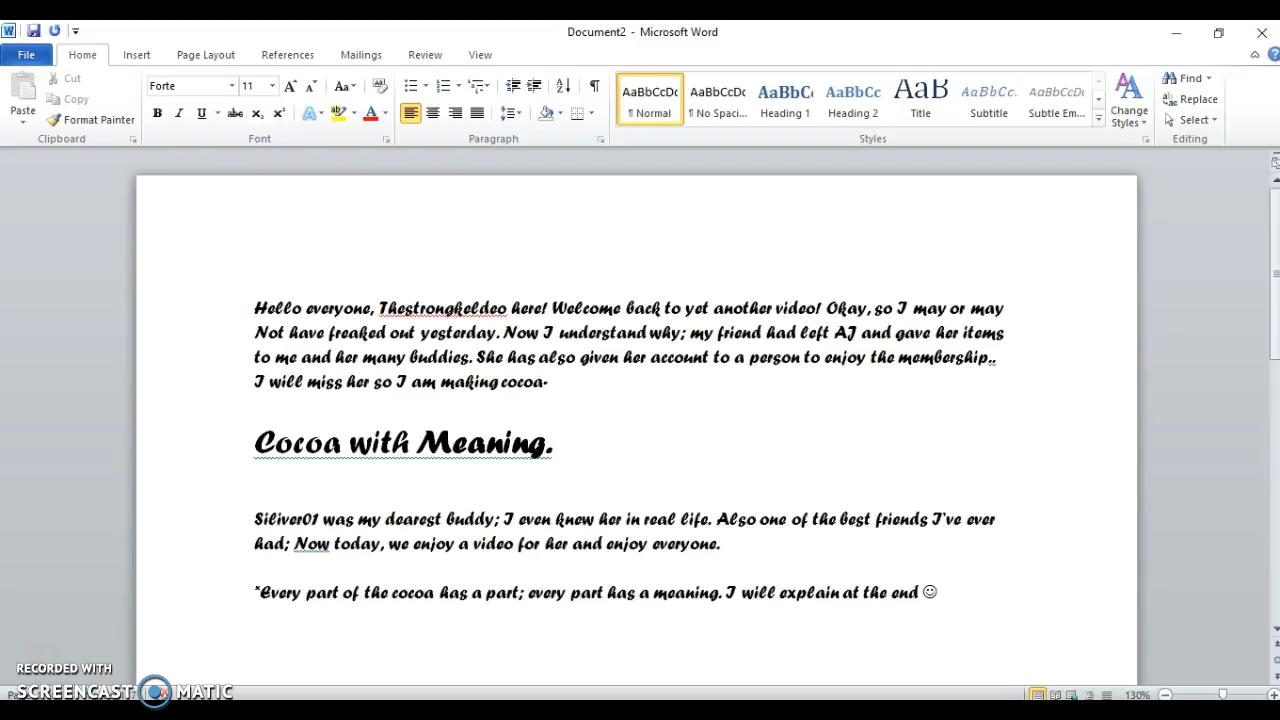 Document2 - Microsoft Word
File Home Insert Page Layout References Mailings Review View
Paste
Cut
Copy
Format Painter
Clipboard
Forte 11
Font
Paragraph
AaBbCcDc AaBbCcDc AaBbCc AaBbCc AaB AaBbCc. AaBbCcDc
¶ Normal ¶ No Spaci... Heading 1 Heading 2 Title Subtitle Subtle Em...
Change
Styles
Styles
Find
Replace
Select
Editing
Hello everyone, Thestrongkeldeo here! Welcome back to yet another video! Okay, so I may or may
Not have freaked out yesterday. Now I understand why; my friend had left AJ and gave her items
to me and her many buddies. She has also given her account to a person to enjoy the membership..
I will miss her so I am making cocoa-
Cocoa with Meaning.
Siliver01 was my dearest buddy; I even knew her in real life. Also one of the best friends I've ever
had; Now today, we enjoy a video for her and enjoy everyone.
*Every part of the cocoa has a part; every part has a meaning. I will explain at the end ☺
RECORDED WITH
SCREENCAST MATIC
130%